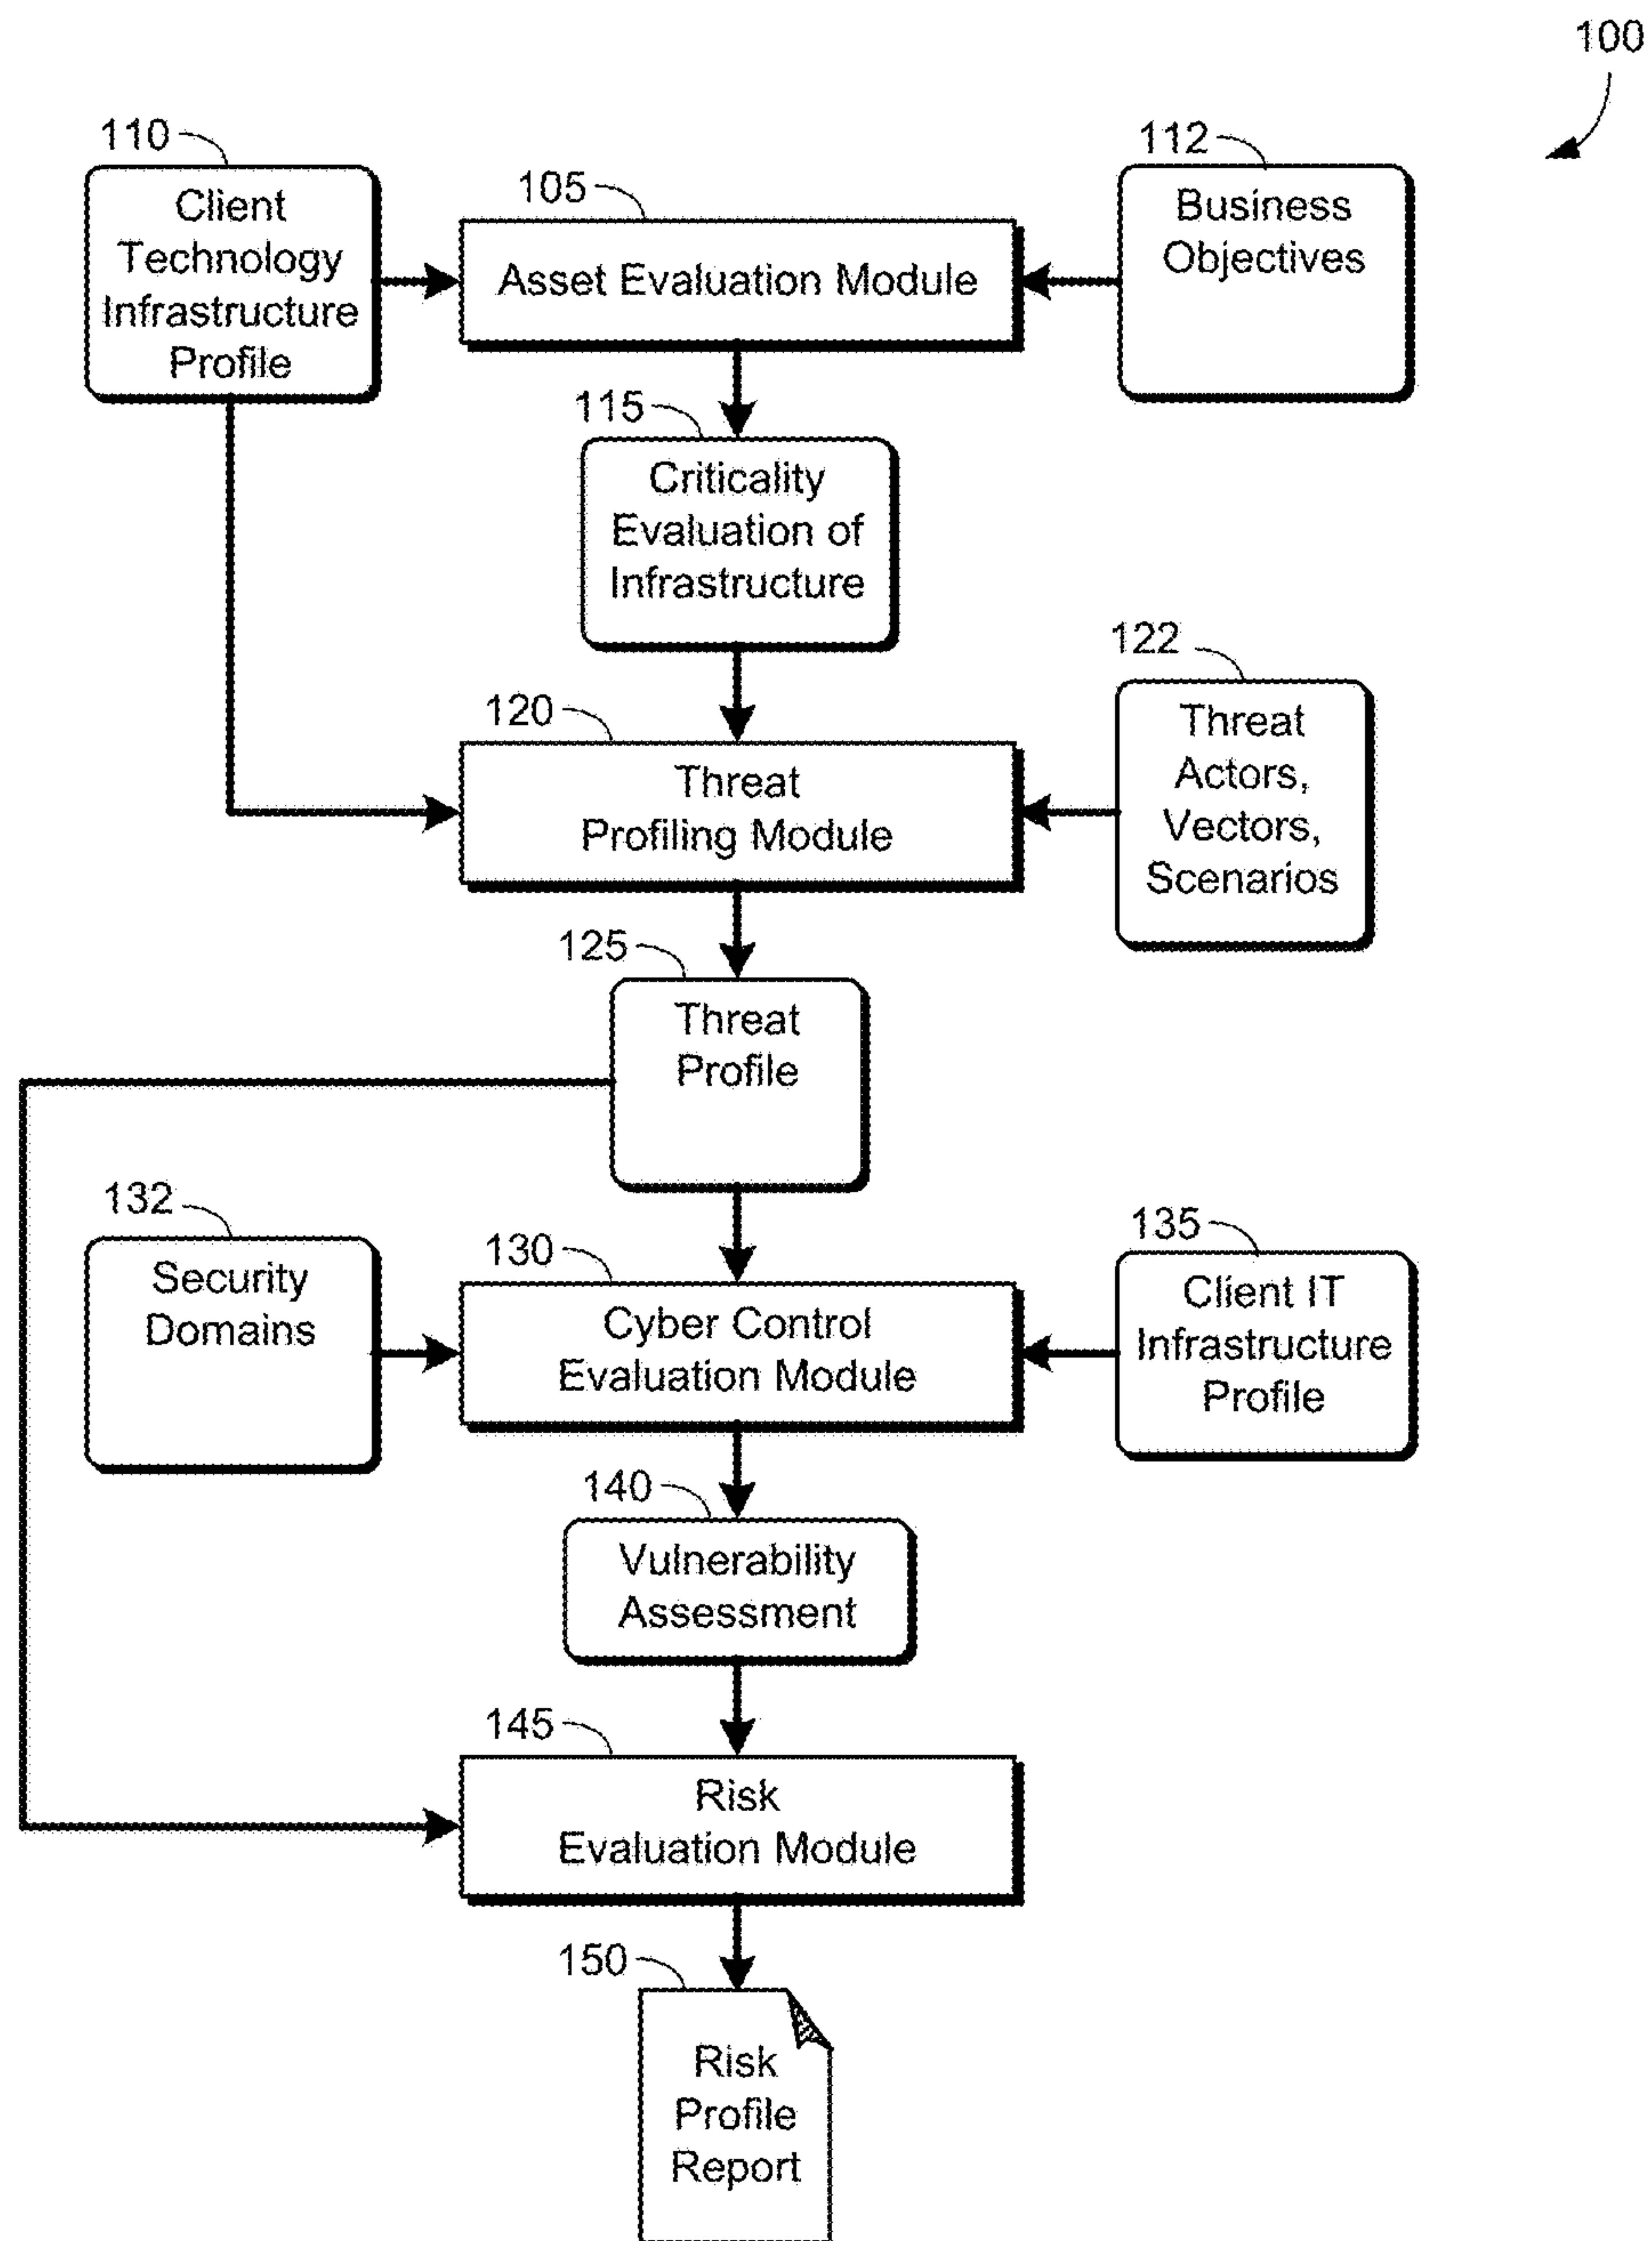 100
110
Client
Technology
Infrastructure
Profile
105
Asset Evaluation Module
112
Business
Objectives
115
Criticality
Evaluation of
Infrastructure
120
Threat
Profiling Module
122
Threat
Actors,
Vectors,
Scenarios
125
Threat
Profile
132
Security
Domains
130
Cyber Control
Evaluation Module
135
Client IT
Infrastructure
Profile
140
Vulnerability
Assessment
145
Risk
Evaluation Module
150
Risk
Profile
Report